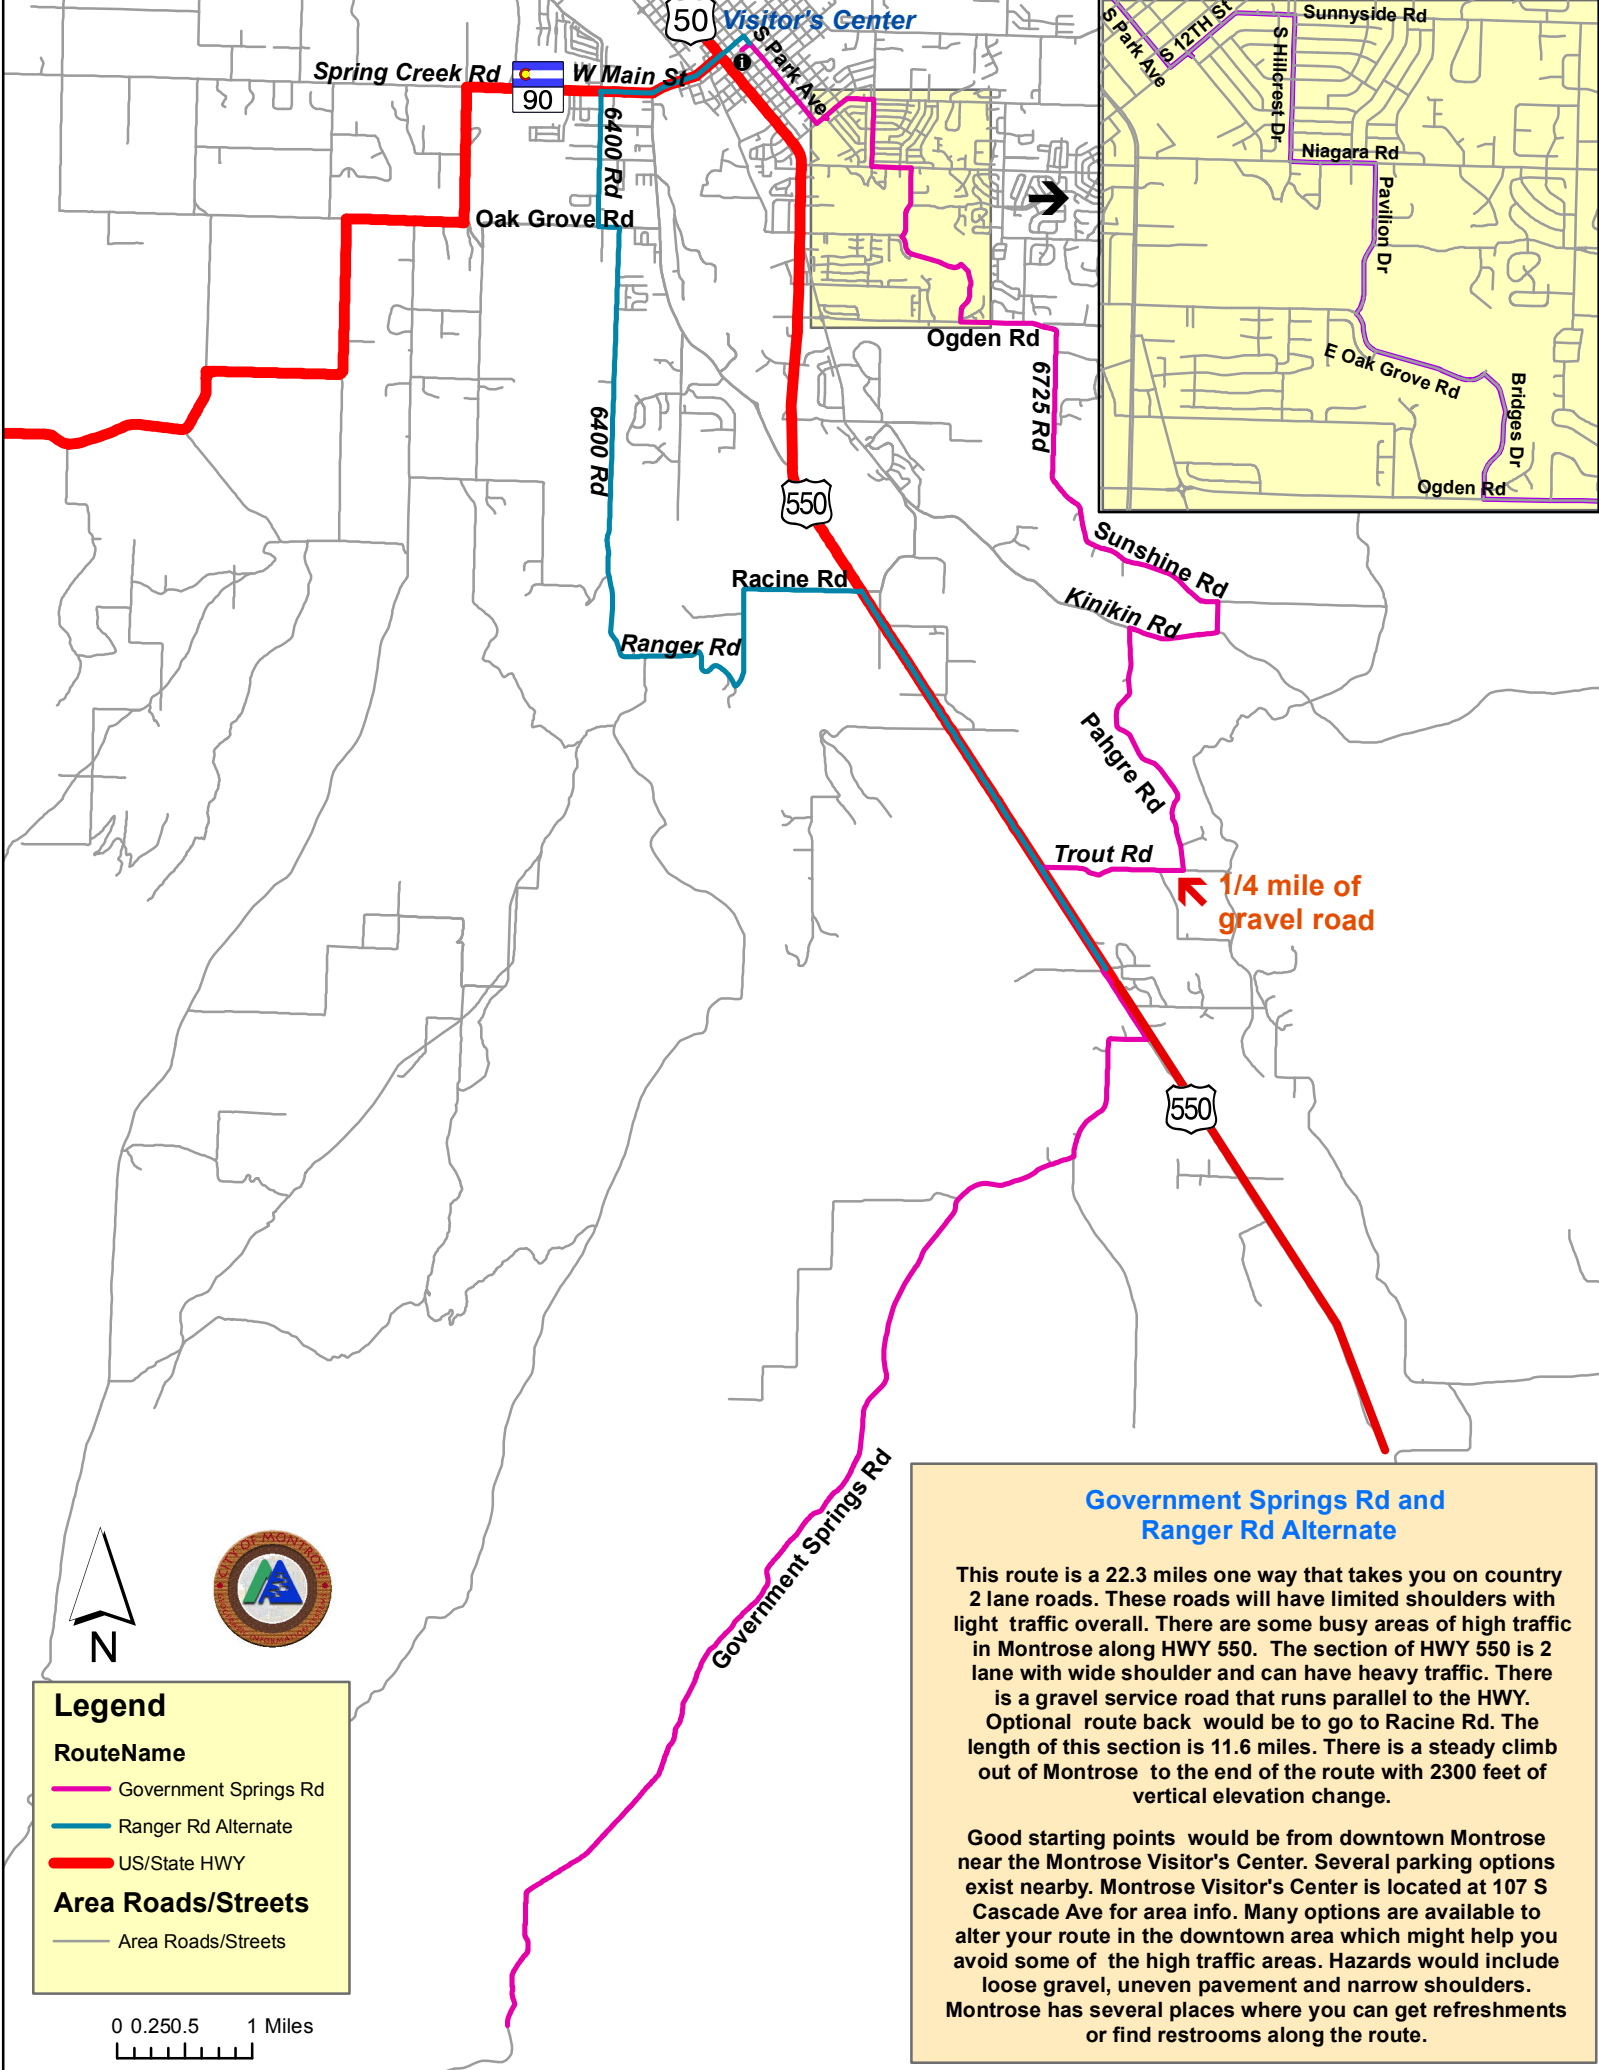 50
Visitor's Center
i
S Park Ave
Spring Creek Rd
C
90
W Main St
6400 Rd
Oak Grove Rd
Ogden Rd
6725 Rd
6400 Rd
550
Sunshine Rd
Racine Rd
Kinikin Rd
Ranger Rd
Pahgre Rd
Trout Rd
1/4 mile of
gravel road
550
Government Springs Rd
S Park Ave
S 12TH St
Sunnyside Rd
S Hillcrest Dr
Niagara Rd
Pavilion Dr
E Oak Grove Rd
Bridges Dr
Ogden Rd
N
CITY OF MONTROSE
Legend
RouteName
Government Springs Rd
Ranger Rd Alternate
US/State HWY
Area Roads/Streets
Area Roads/Streets
0 0.250.5 1 Miles
Government Springs Rd and
Ranger Rd Alternate
This route is a 22.3 miles one way that takes you on country
2 lane roads. These roads will have limited shoulders with
light traffic overall. There are some busy areas of high traffic
in Montrose along HWY 550. The section of HWY 550 is 2
lane with wide shoulder and can have heavy traffic. There
is a gravel service road that runs parallel to the HWY.
Optional route back would be to go to Racine Rd. The
length of this section is 11.6 miles. There is a steady climb
out of Montrose to the end of the route with 2300 feet of
vertical elevation change.
Good starting points would be from downtown Montrose
near the Montrose Visitor's Center. Several parking options
exist nearby. Montrose Visitor's Center is located at 107 S
Cascade Ave for area info. Many options are available to
alter your route in the downtown area which might help you
avoid some of the high traffic areas. Hazards would include
loose gravel, uneven pavement and narrow shoulders.
Montrose has several places where you can get refreshments
or find restrooms along the route.